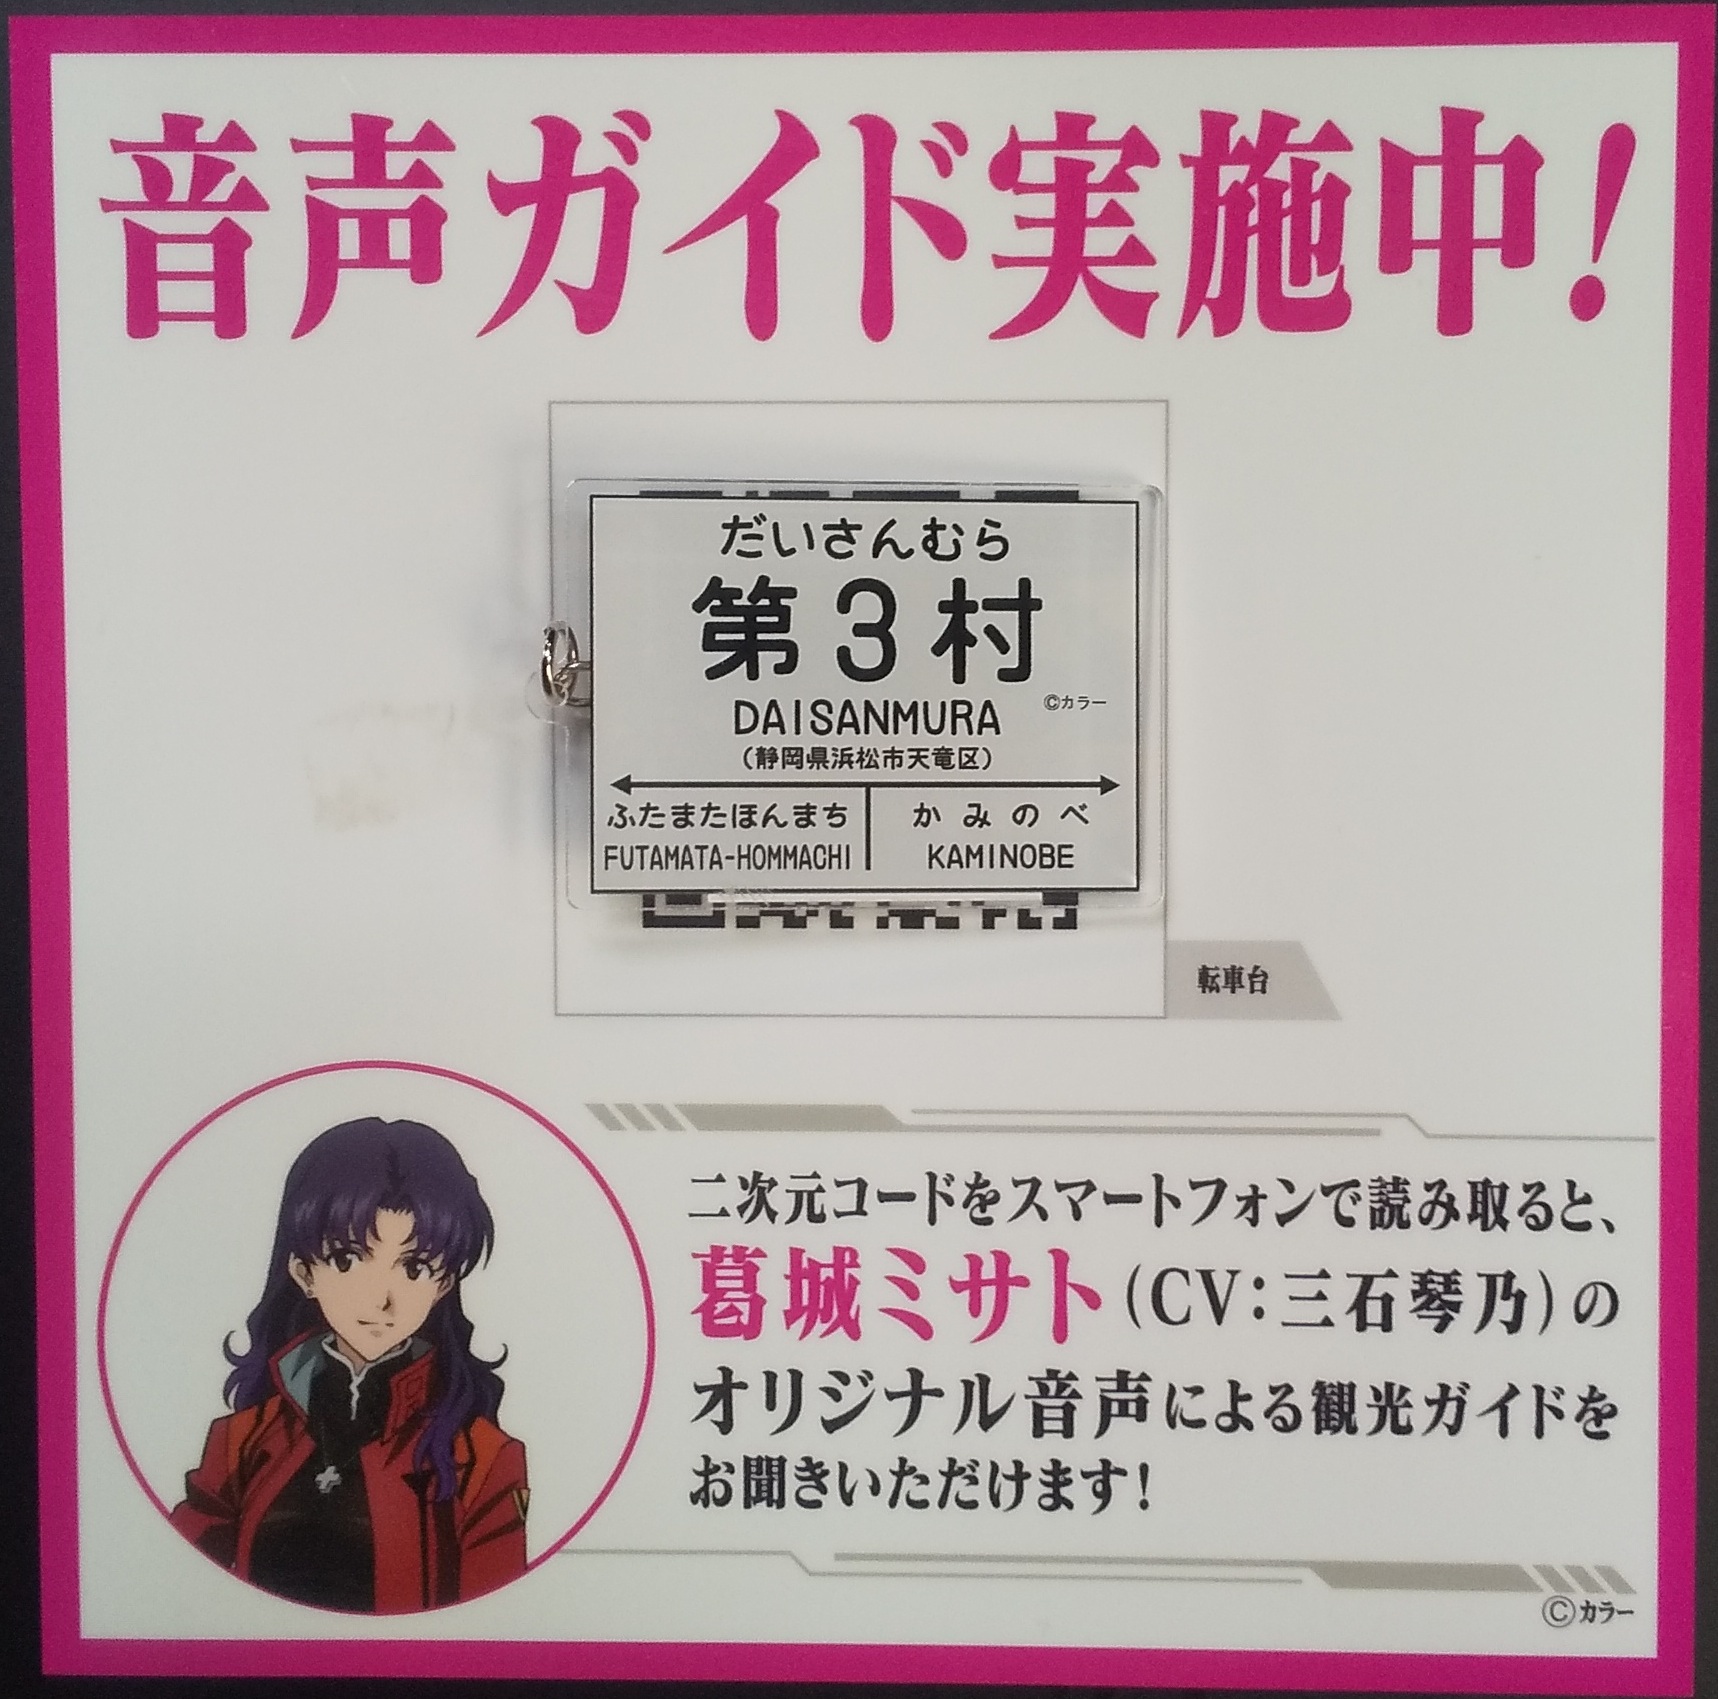 音声ガイド実施中!
だいさんむら
第3村
DAISANMURA
©カラー
(静岡県浜松市天竜区)
ふたまたほんまち
かみのべ
FUTAMATA-HOMMACHI
KAMINOBE
転車台
二次元コードをスマートフォンで読み取ると、
葛城ミサト(CV:三石琴乃)の
オリジナル音声による観光ガイドを
お聞きいただけます!
©カラー